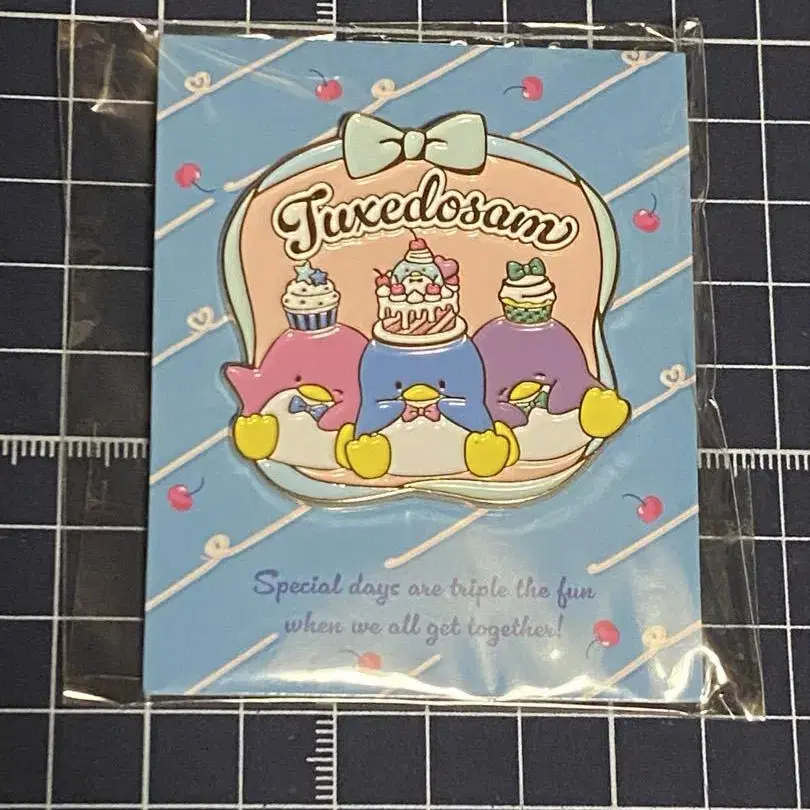 Tuxedosam
Special days are triple the fun
when we all get together!